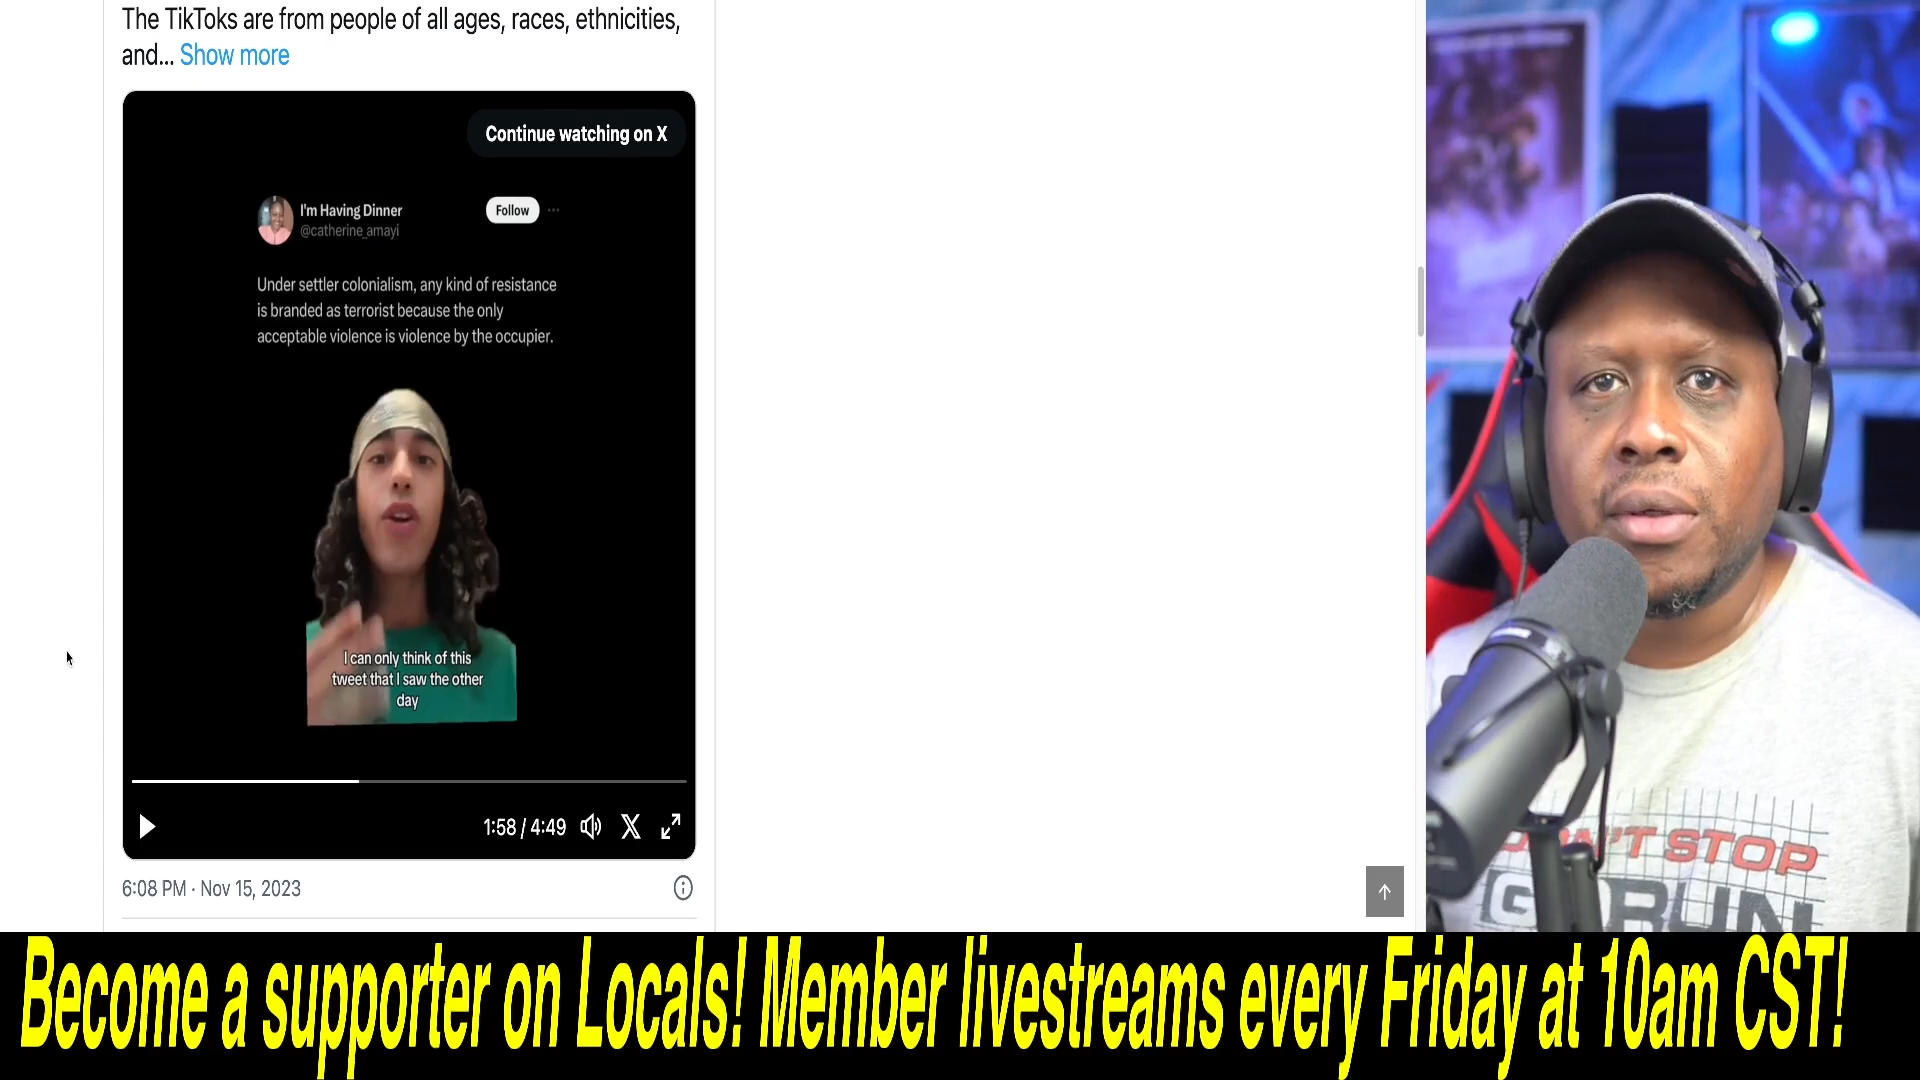 The TikToks are from people of all ages, races, ethnicities,
and... Show more
Continue watching on X
I'm Having Dinner
@catherine_amayi
Follow
Under settler colonialism, any kind of resistance
is branded as terrorist because the only
acceptable violence is violence by the occupier.
I can only think of this
tweet that I saw the other
day
1:58 / 4:49
6:08 PM · Nov 15, 2023
STOP
RUN
Become a supporter on Locals! Member livestreams every Friday at 10am CST!